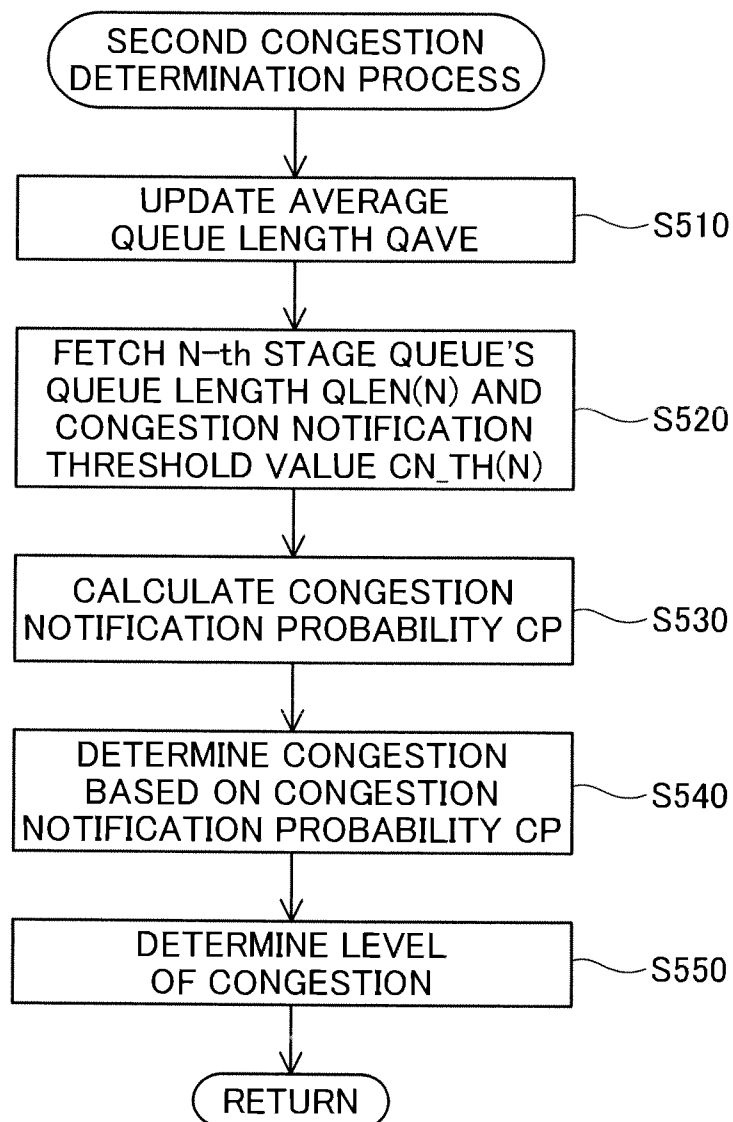 SECOND CONGESTION
DETERMINATION PROCESS
UPDATE AVERAGE
QUEUE LENGTH QAVE
S510
FETCH N-th STAGE QUEUE'S
QUEUE LENGTH QLEN(N) AND
CONGESTION NOTIFICATION
THRESHOLD VALUE CN_TH(N)
S520
CALCULATE CONGESTION
NOTIFICATION PROBABILITY CP
S530
DETERMINE CONGESTION
BASED ON CONGESTION
NOTIFICATION PROBABILITY CP
S540
DETERMINE LEVEL
OF CONGESTION
S550
RETURN